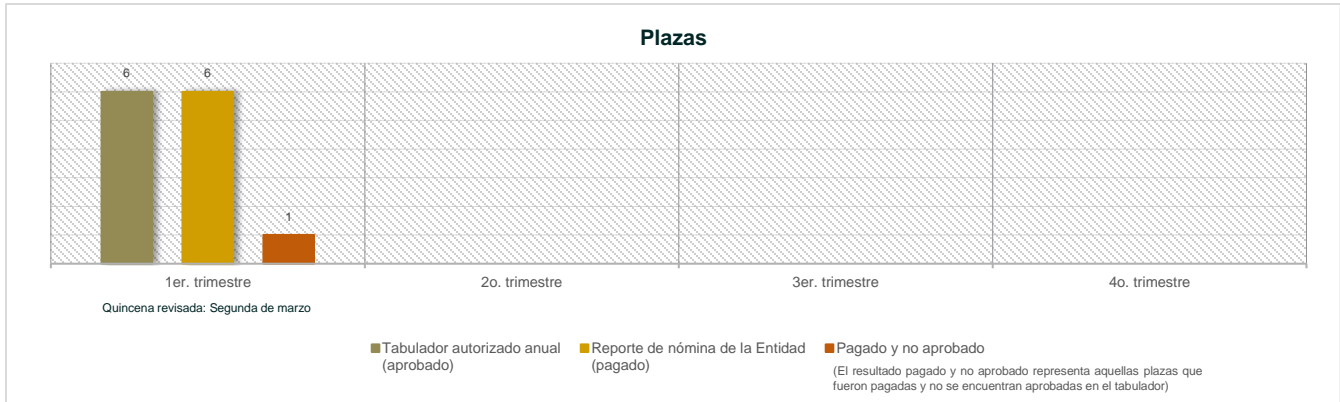 Plazas
6
6
1
1er. trimestre
2o. trimestre
3er. trimestre
4o. trimestre
Quincena revisada: Segunda de marzo
Tabulador autorizado anual
(aprobado)
Reporte de nómina de la Entidad
(pagado)
Pagado y no aprobado
(El resultado pagado y no aprobado representa aquellas plazas que
fueron pagadas y no se encuentran aprobadas en el tabulador)